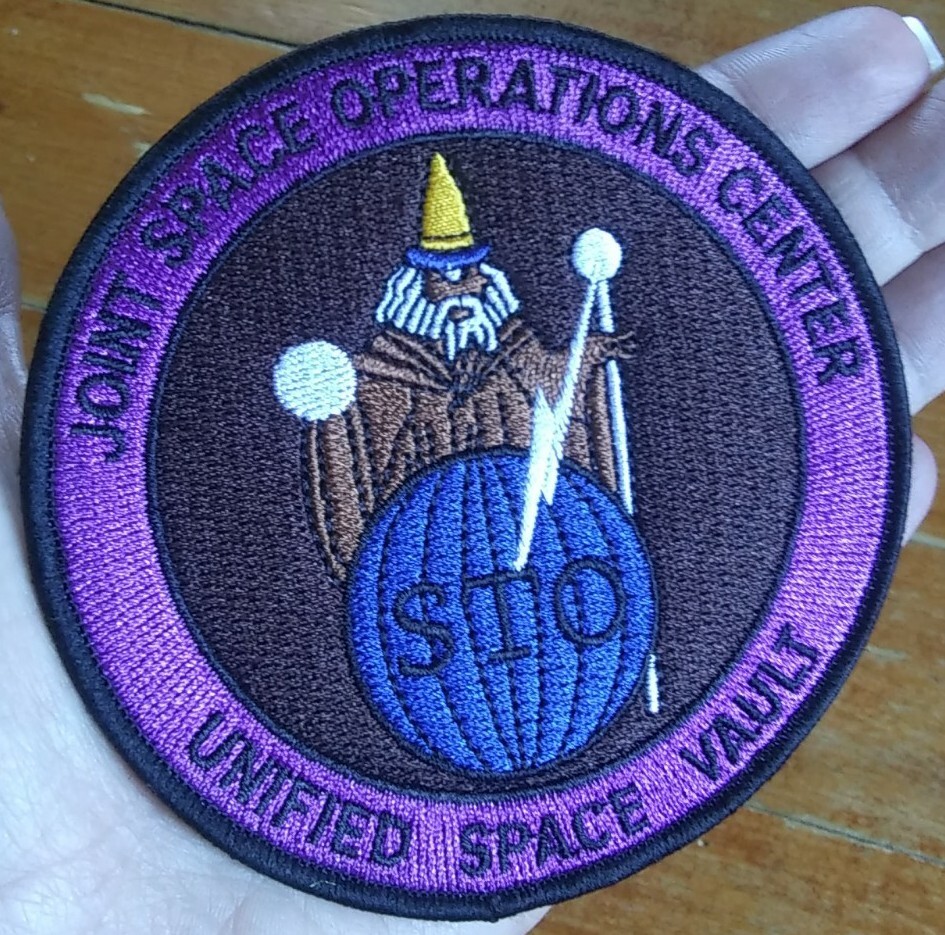 JOINT SPACE OPERATIONS CENTER
STO
UNIFIED SPACE VAULT